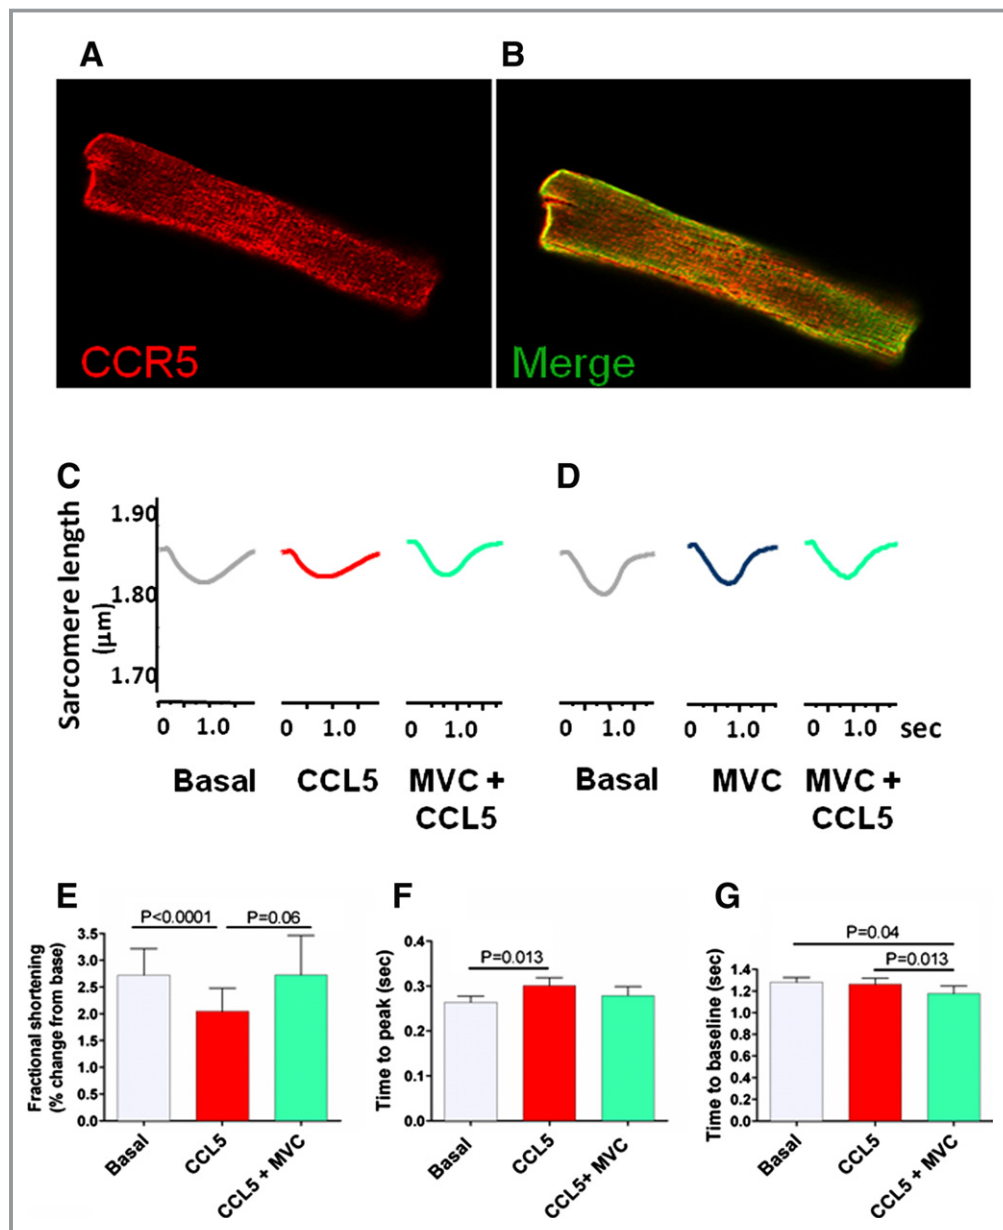 A
B
CCR5
Merge
C
D
Sarcomere length
(µm)
1.90
1.80
1.70
0 1.0
0 1.0
0 1.0
0 1.0
0 1.0
0 1.0 sec
Basal
CCL5
MVC +
CCL5
Basal
MVC
MVC +
CCL5
E
P<0.0001
P=0.06
Fractional shortening
(% change from base)
3.5
3.0
2.5
2.0
1.5
1.0
0.5
0.0
Basal
CCL5
CCL5 + MVC
F
P=0.013
Time to peak (sec)
0.4
0.3
0.2
0.1
0.0
Basal
CCL5
CCL5+ MVC
G
P=0.04
P=0.013
Time to baseline (sec)
1.4
1.2
1.0
0.8
0.6
0.4
0.2
0.0
Basal
CCL5
CCL5 + MVC